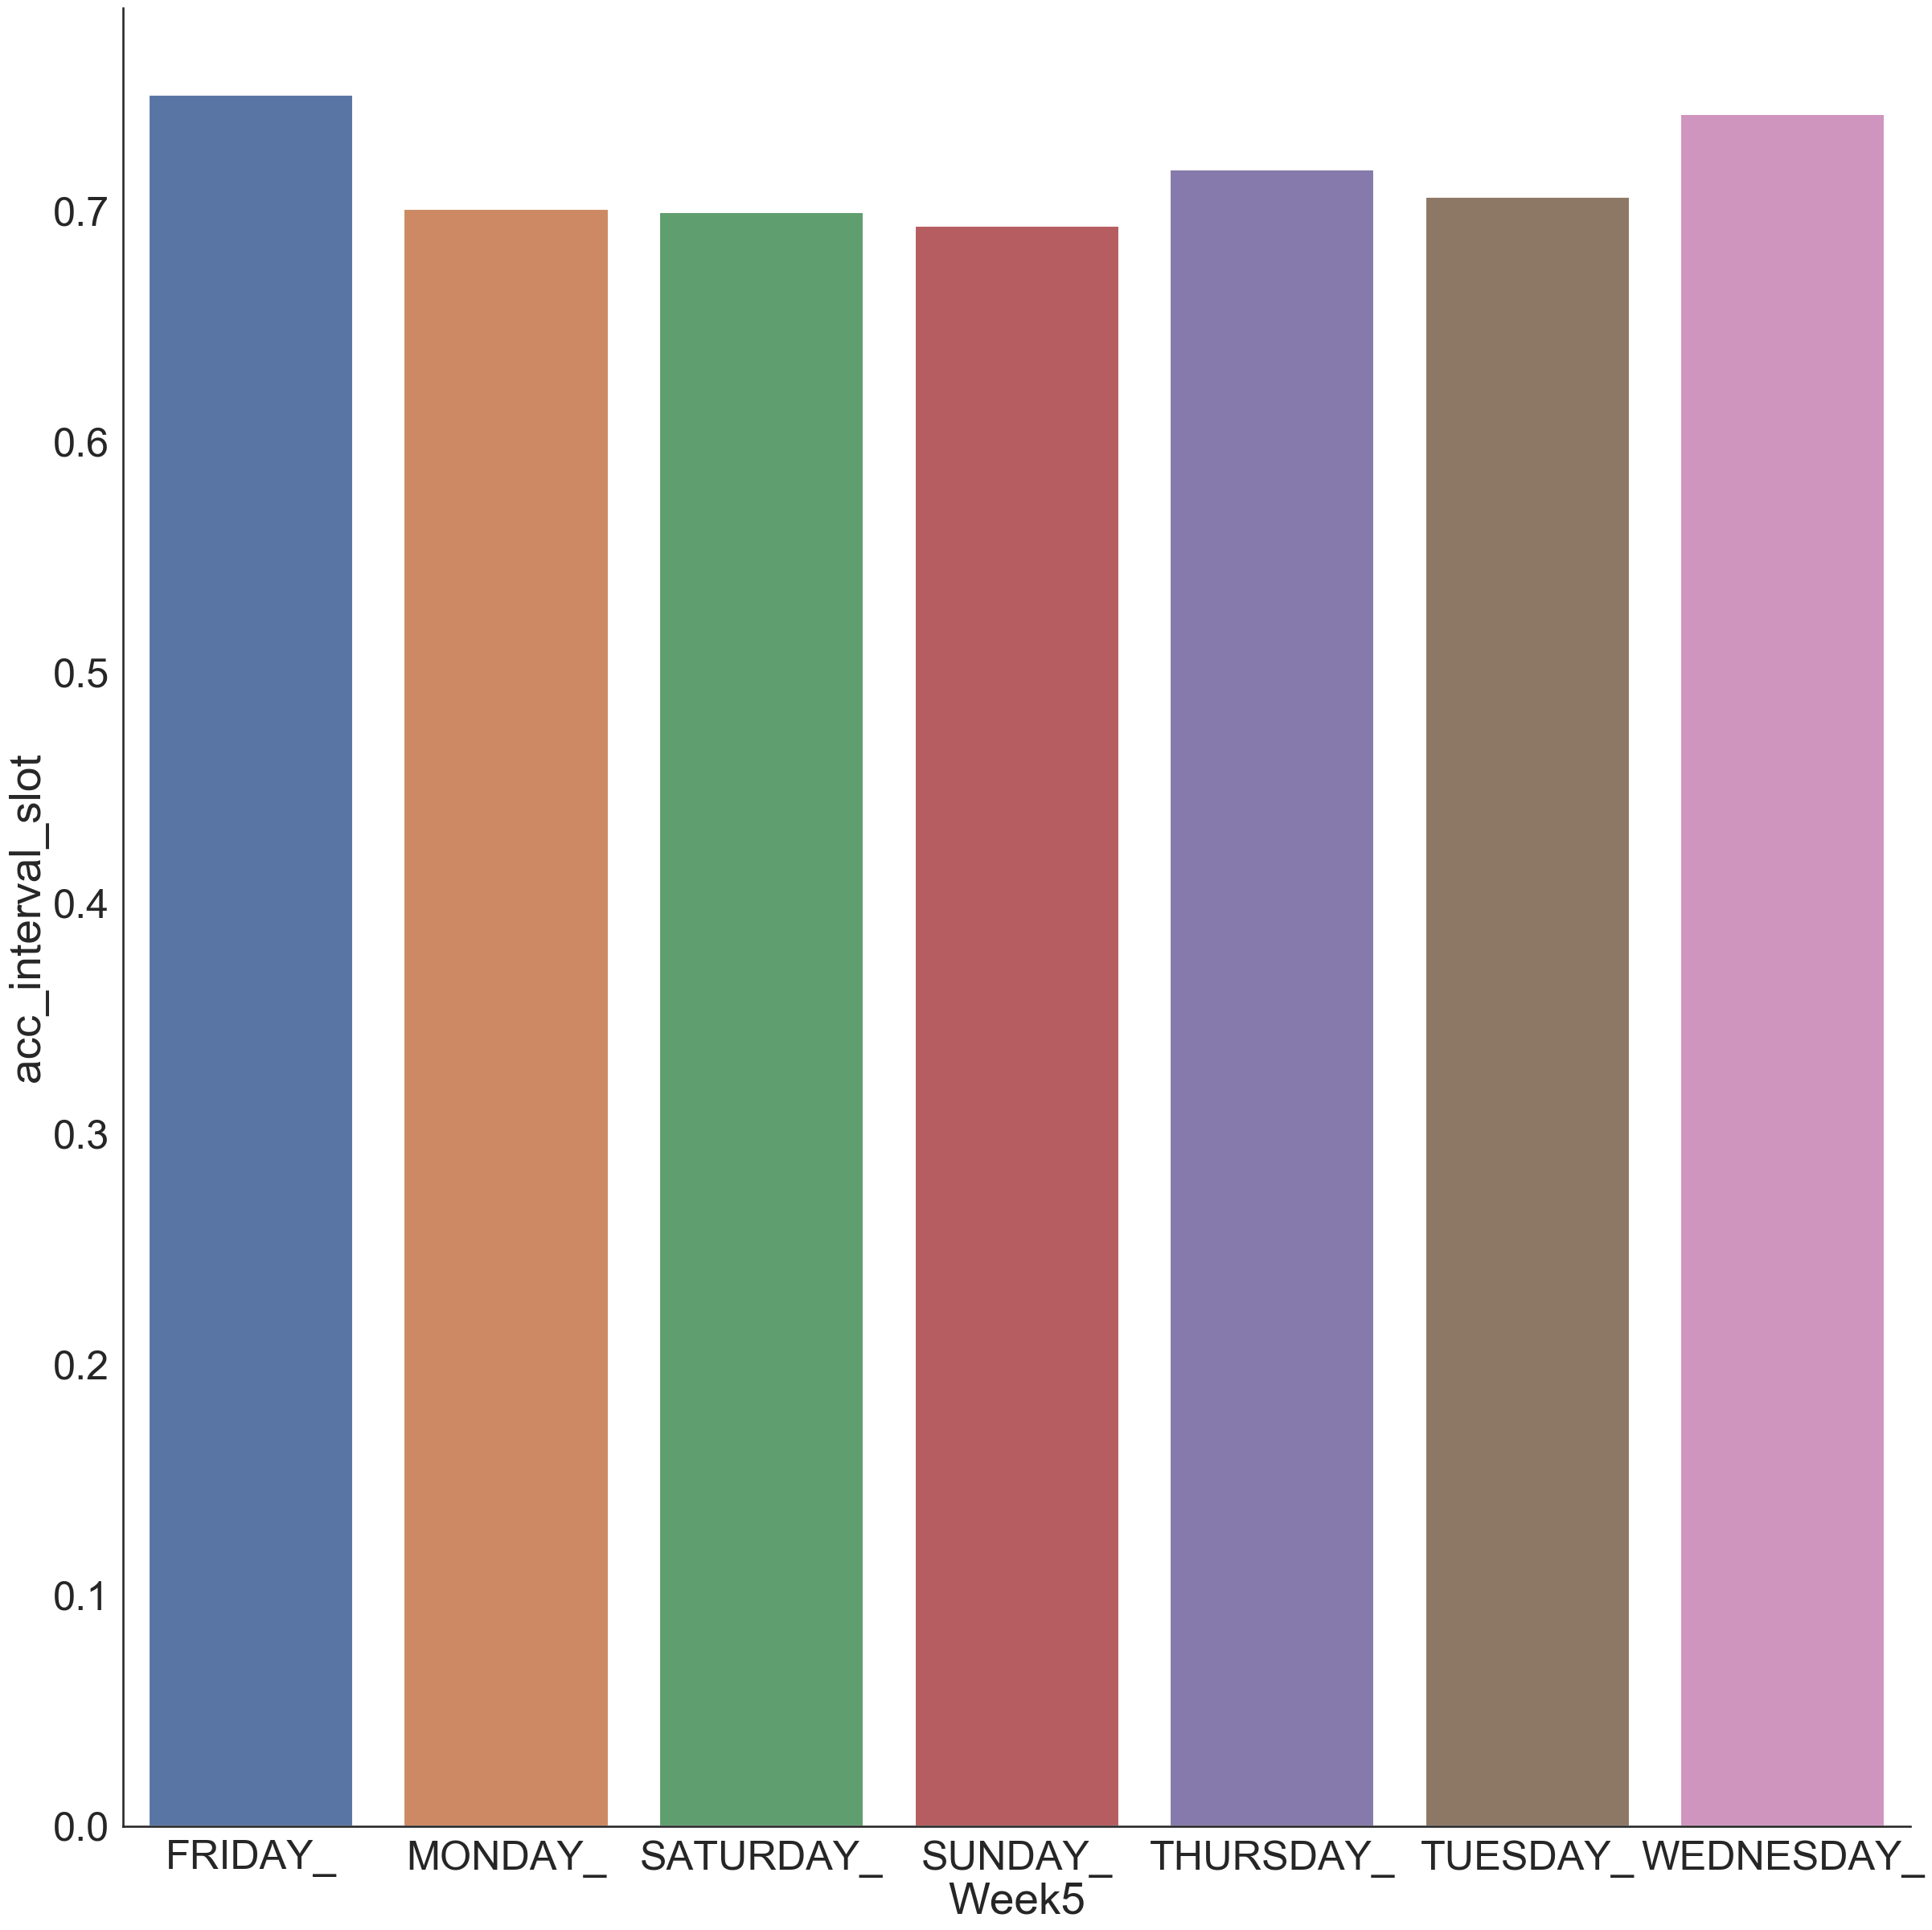 acc_interval_slot
0.7
0.6
0.5
0.4
0.3
0.2
0.1
0.0
FRIDAY_ MONDAY_ SATURDAY_ SUNDAY_ THURSDAY_ TUESDAY_ WEDNESDAY_
Week5